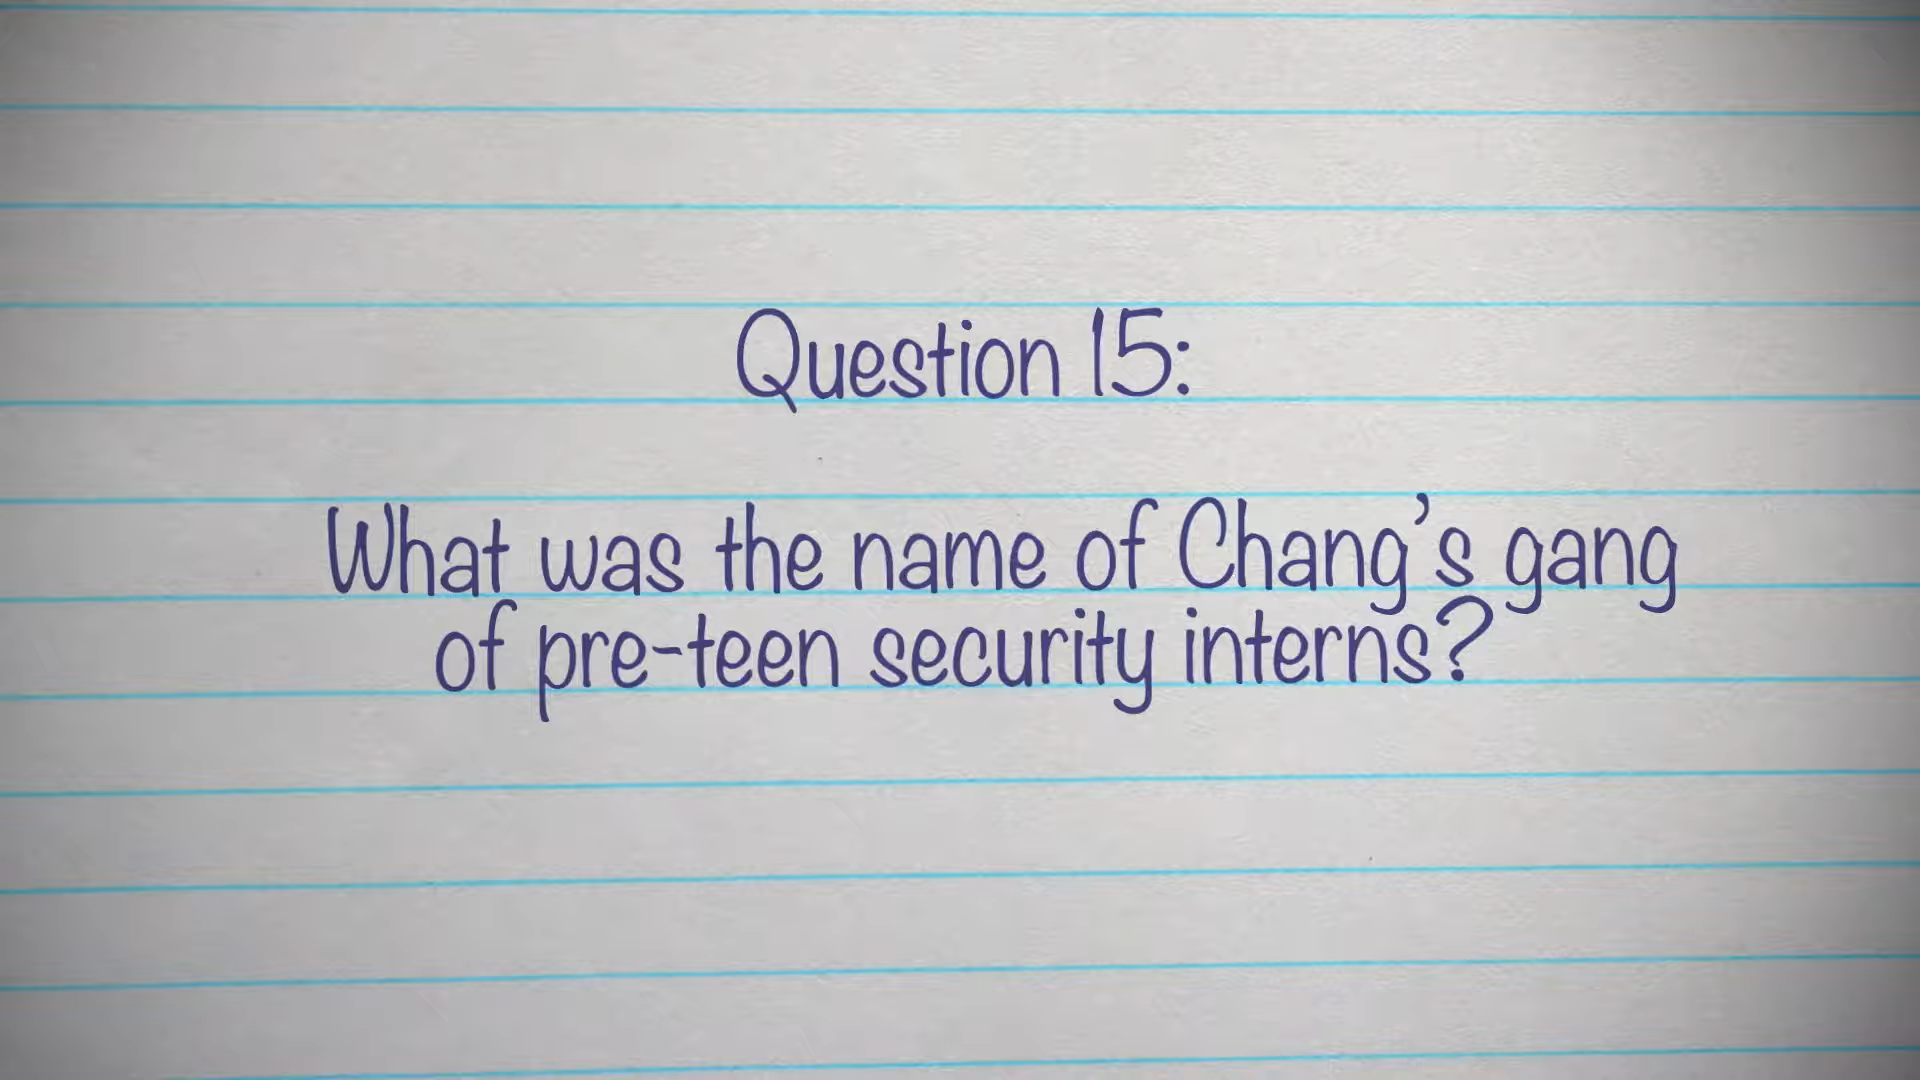 Question 15:
What was the name of Chang's gang
of pre-teen security interns?